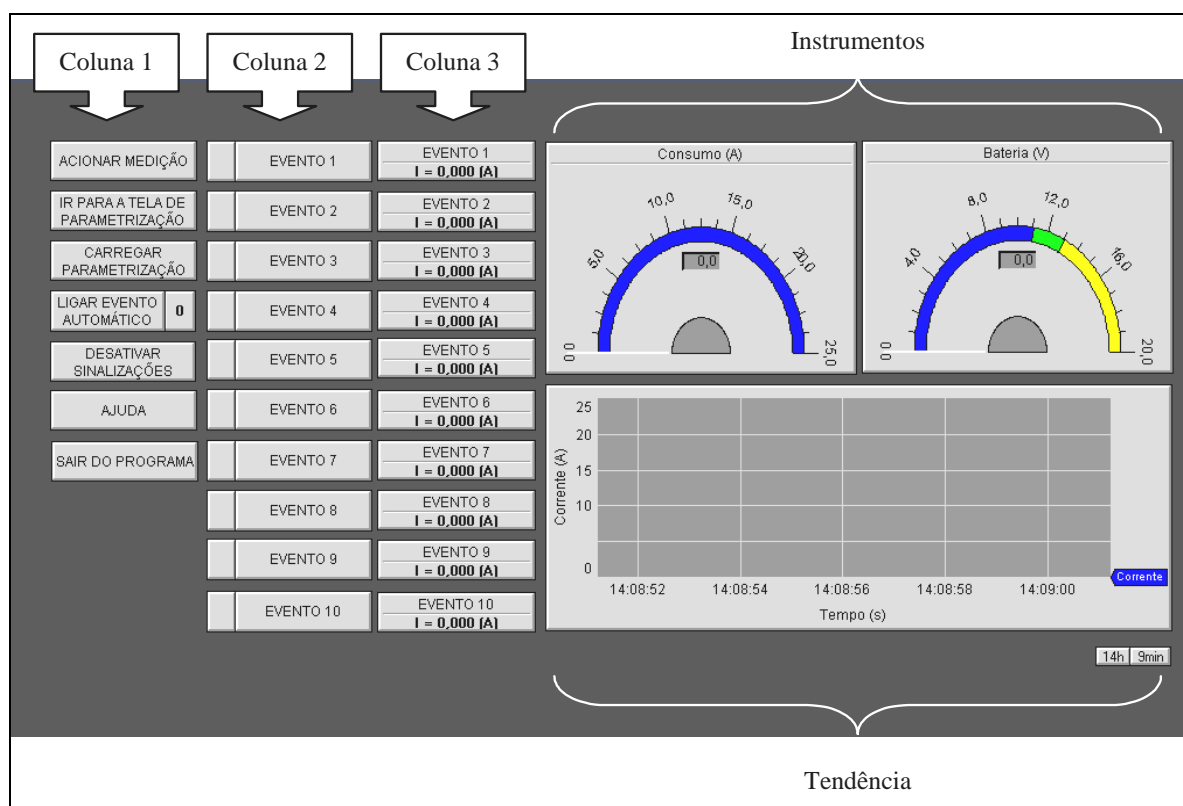 Instrumentos
Coluna 1
Coluna 2
Coluna 3
ACIONAR MEDIÇÃO
IR PARA A TELA DE
PARAMETRIZAÇÃO
CARREGAR
PARAMETRIZAÇÃO
LIGAR EVENTO
AUTOMÁTICO
0
DESATIVAR
SINALIZAÇÕES
AJUDA
SAIR DO PROGRAMA
EVENTO 1
EVENTO 2
EVENTO 3
EVENTO 4
EVENTO 5
EVENTO 6
EVENTO 7
EVENTO 8
EVENTO 9
EVENTO 10
EVENTO 1
I = 0,000 (A)
EVENTO 2
I = 0,000 (A)
EVENTO 3
I = 0,000 (A)
EVENTO 4
I = 0,000 (A)
EVENTO 5
I = 0,000 (A)
EVENTO 6
I = 0,000 (A)
EVENTO 7
I = 0,000 (A)
EVENTO 8
I = 0,000 (A)
EVENTO 9
I = 0,000 (A)
EVENTO 10
I = 0,000 (A)
Consumo (A)
0,0
5,0
10,0
15,0
20,0
25,0
0,0
Bateria (V)
0,0
4,0
8,0
12,0
16,0
20,0
0,0
Corrente (A)
25
20
15
10
0
14:08:52
14:08:54
14:08:56
14:08:58
14:09:00
Corrente
Tempo (s)
14h
9min
Tendência